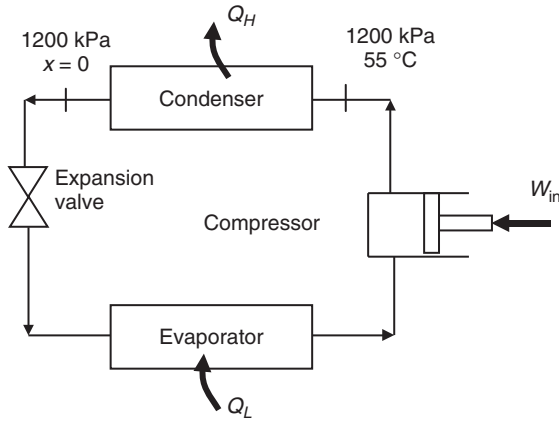 Q_H
1200 kPa
x = 0
1200 kPa
55 °C
Condenser
Expansion
valve
Compressor
W_in
Evaporator
Q_L